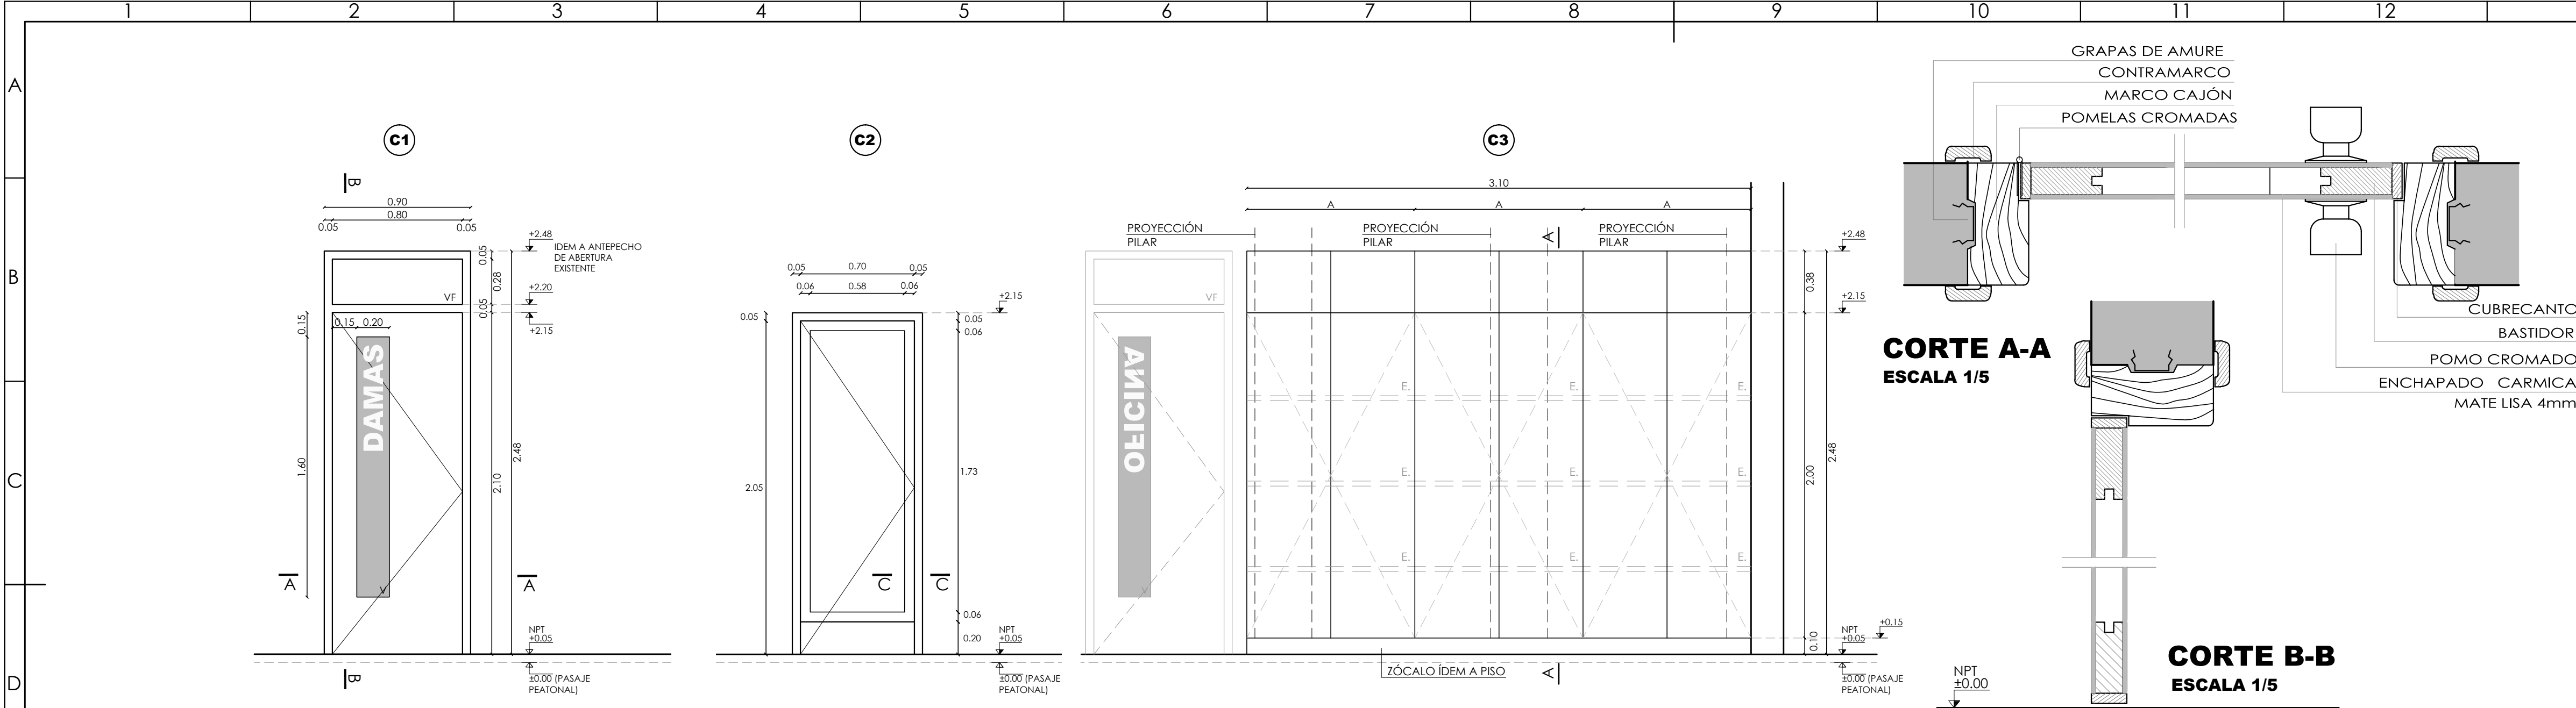 1 2 3 4 5 6 7 8 9 10 11 12
A
B
C
D
C1
B
0.90
0.80
0.05 0.05
+2.48
IDEM A ANTEPECHO
DE ABERTURA
EXISTENTE
0.05
0.28
+2.20
VF
0.05
+2.15
0.15
0.15 0.20
DAMAS
1.60
2.48
2.10
V
A A
NPT
+0.05
±0.00 (PASAJE
PEATONAL)
B
C2
0.05 0.70 0.05
0.06 0.58 0.06
+2.15
0.05
0.05
0.06
2.05
1.73
C C
0.06
0.20
NPT
+0.05
±0.00 (PASAJE
PEATONAL)
C3
3.10
A A A
PROYECCIÓN
PILAR
PROYECCIÓN
PILAR
A
PROYECCIÓN
PILAR
+2.48
0.38
VF
+2.15
OFICINA
E. E. E.
E. E. E.
E. E. E.
2.48
2.00
V
+0.15
NPT
+0.05
0.10
ZÓCALO ÍDEM A PISO
A
±0.00 (PASAJE
PEATONAL)
GRAPAS DE AMURE
CONTRAMARCO
MARCO CAJÓN
POMELAS CROMADAS
CUBRECANTO
BASTIDOR
POMO CROMADO
ENCHAPADO CARMICA
MATE LISA 4mm
CORTE A-A
ESCALA 1/5
CORTE B-B
ESCALA 1/5
NPT
±0.00